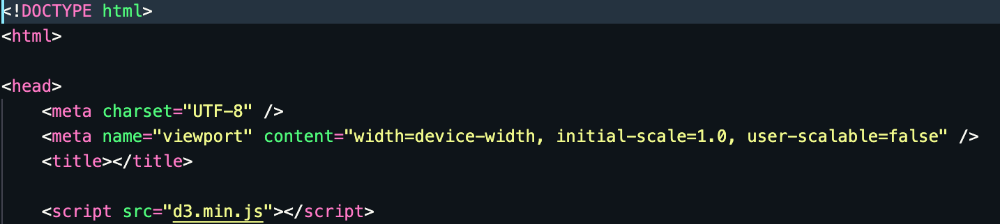 <!DOCTYPE html>
<html>
<head>
<meta charset="UTF-8" />
<meta name="viewport" content="width=device-width, initial-scale=1.0, user-scalable=false" />
<title></title>
<script src="d3.min.js"></script>